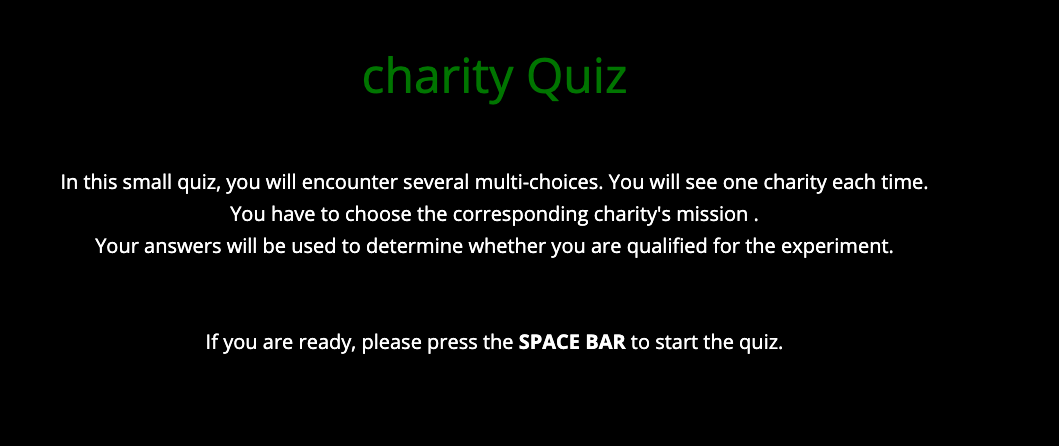 charity Quiz
In this small quiz, you will encounter several multi-choices. You will see one charity each time.
You have to choose the corresponding charity's mission .
Your answers will be used to determine whether you are qualified for the experiment.
If you are ready, please press the SPACE BAR to start the quiz.